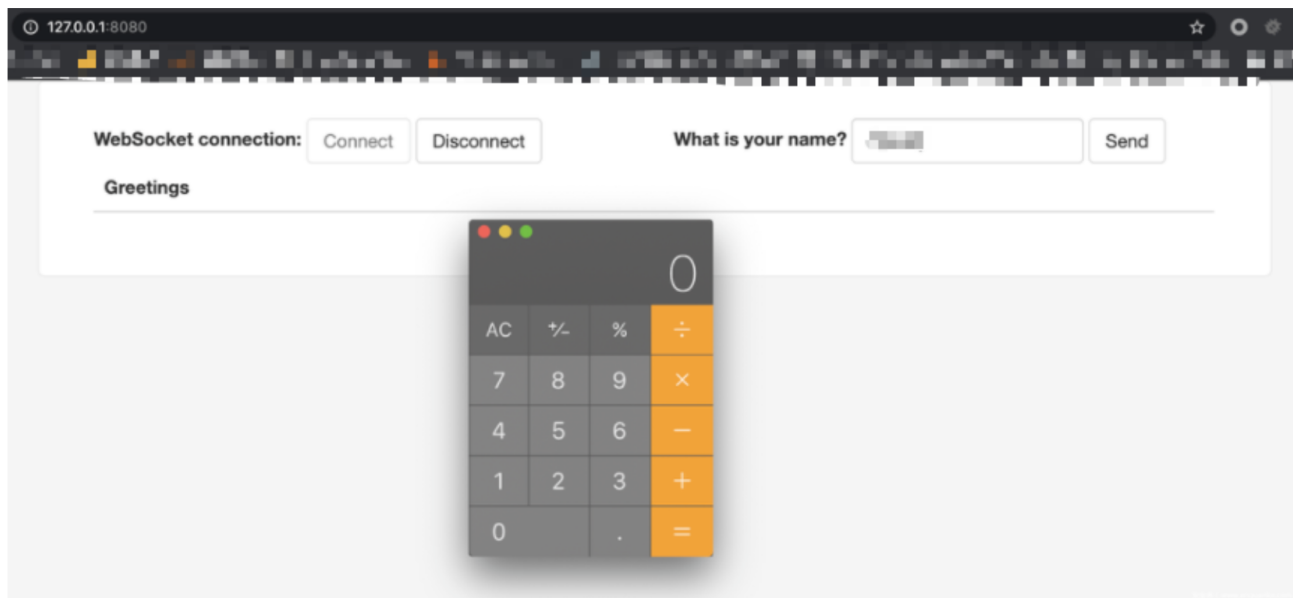 127.0.0.1:8080
WebSocket connection: Connect Disconnect What is your name? Send
Greetings
0
AC +/- % ÷
7 8 9 ×
4 5 6 −
1 2 3 +
0 . =